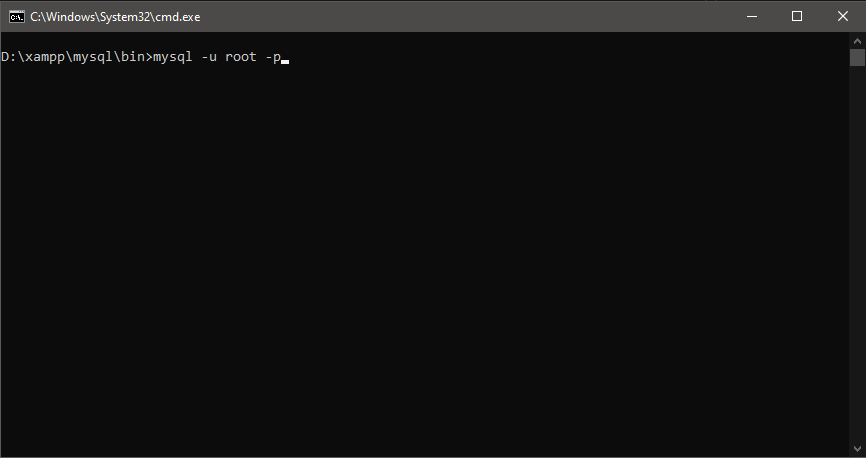 C:\Windows\System32\cmd.exe
D:\xampp\mysql\bin>mysql -u root -p